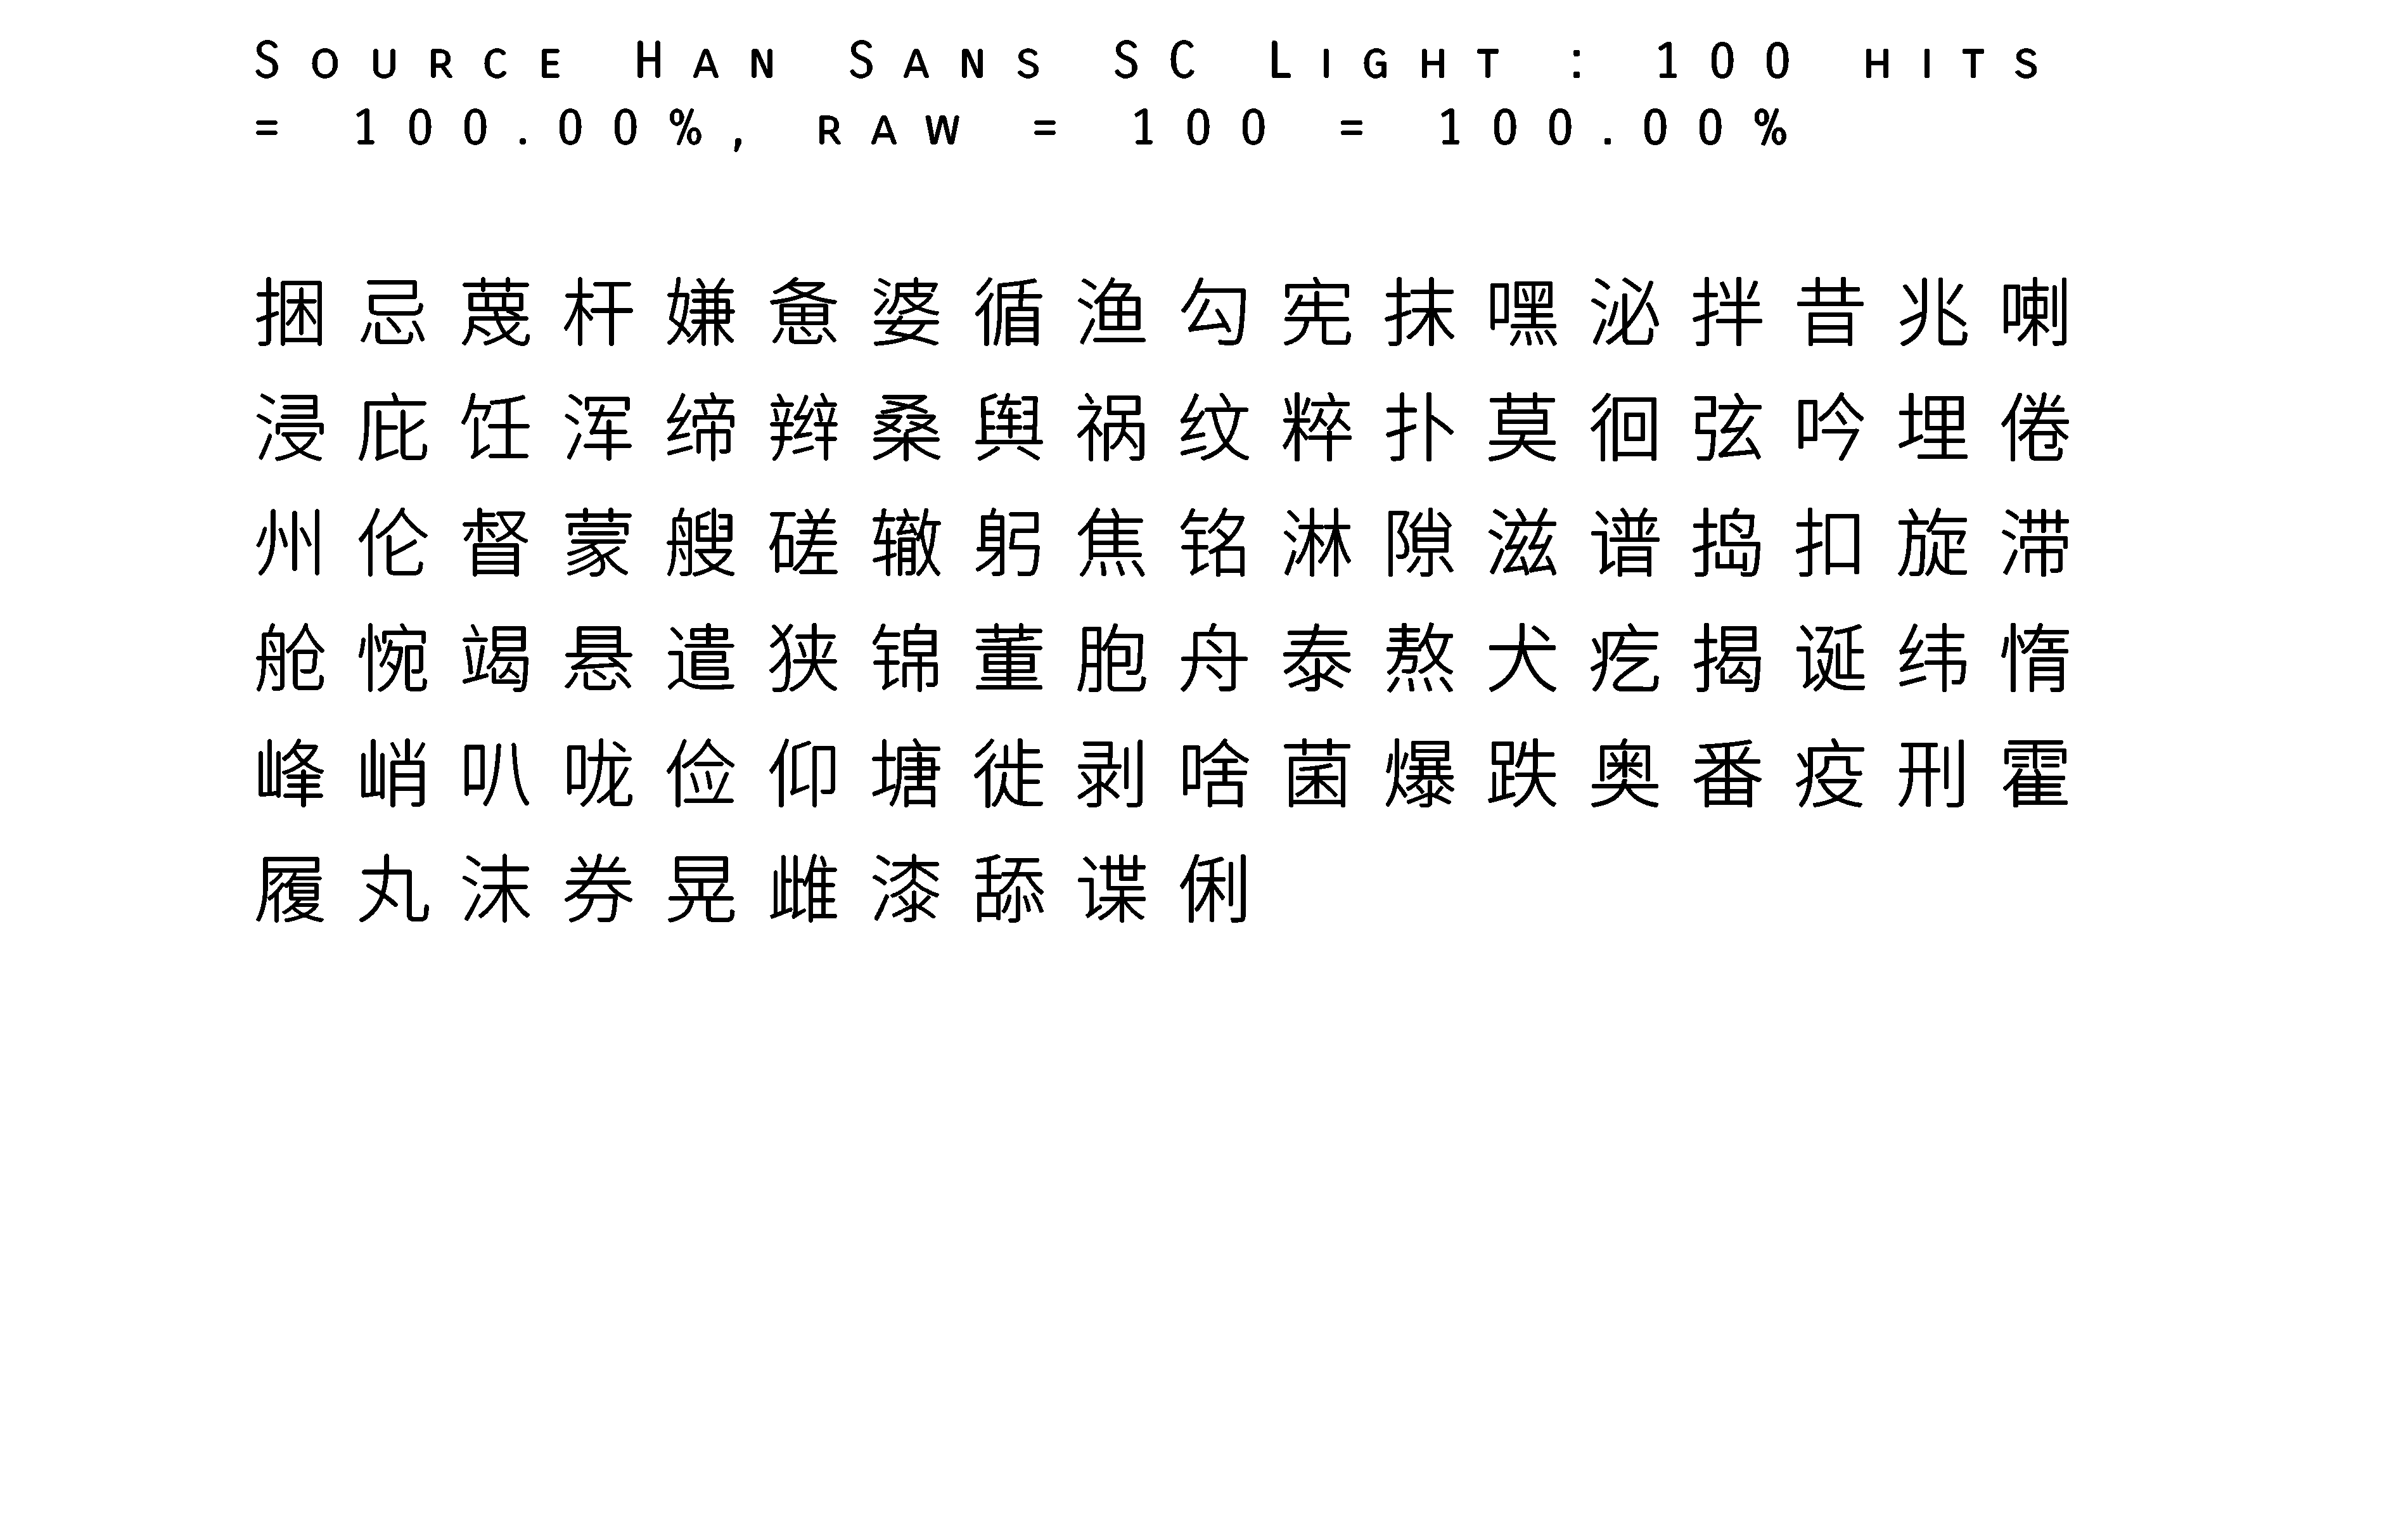 Source Han Sans SC Light : 100 hits
= 100.00%, raw = 100 = 100.00%
捆忌蔑杆嫌惫婆循渔勾宪抹嘿泌拌昔兆喇
浸庇饪浑缔辫桑舆祸纹粹扑莫徊弦吟埋倦
州伦督蒙艘磋辙躬焦铭淋隙滋谱捣扣旋滞
舱惋竭悬遣狭锦董胞舟泰熬犬疙揭诞纬惰
峰峭叭咙俭仰塘徙剥啥菌爆跌奥番疫刑霍
履丸沫券晃雌漆舔谍俐